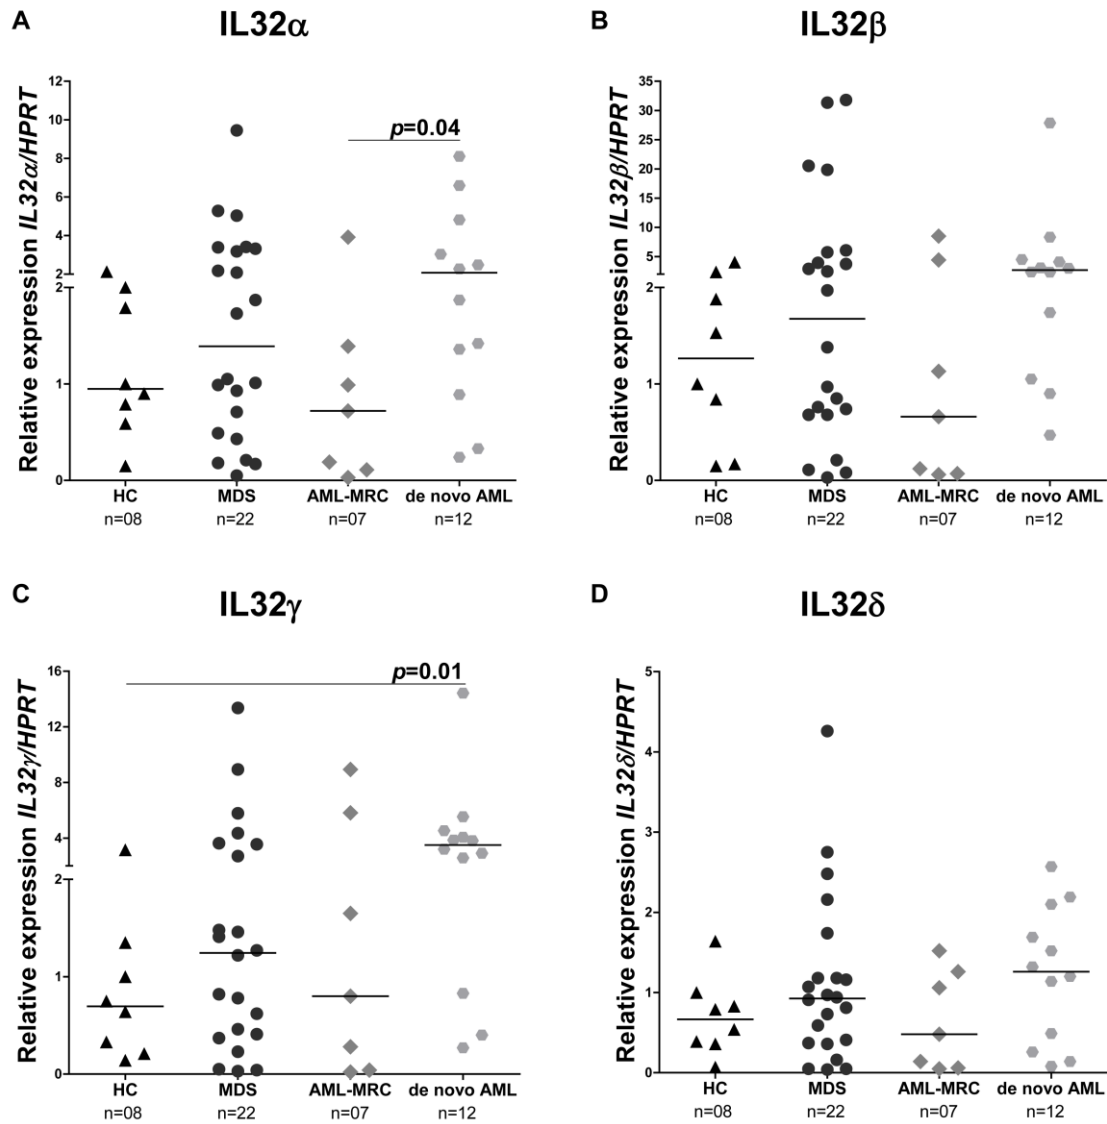 A
IL32α
Relative expression IL32α/HPRT
12
10
8
6
4
2
2
1
0
p=0.04
HC
MDS
AML-MRC
de novo AML
n=08
n=22
n=07
n=12
B
IL32β
Relative expression IL32β/HPRT
35
30
25
20
15
10
5
2
1
0
HC
MDS
AML-MRC
de novo AML
n=08
n=22
n=07
n=12
C
IL32γ
Relative expression IL32γ/HPRT
16
12
8
4
2
1
0
p=0.01
HC
MDS
AML-MRC
de novo AML
n=08
n=22
n=07
n=12
D
IL32δ
Relative expression IL32δ/HPRT
5
4
3
2
1
0
HC
MDS
AML-MRC
de novo AML
n=08
n=22
n=07
n=12